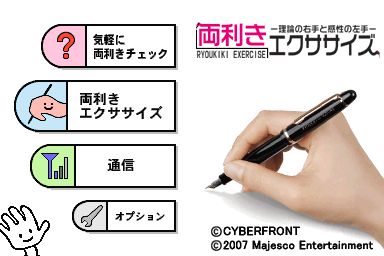 気軽に
両利きチェック
両利き
エクササイズ
通信
オプション
両利き
RYOUKIKI EXERCISE
ー理論の右手と感性の左手ー
エクササイズ
©CYBERFRONT
©2007 Majesco Entertainment